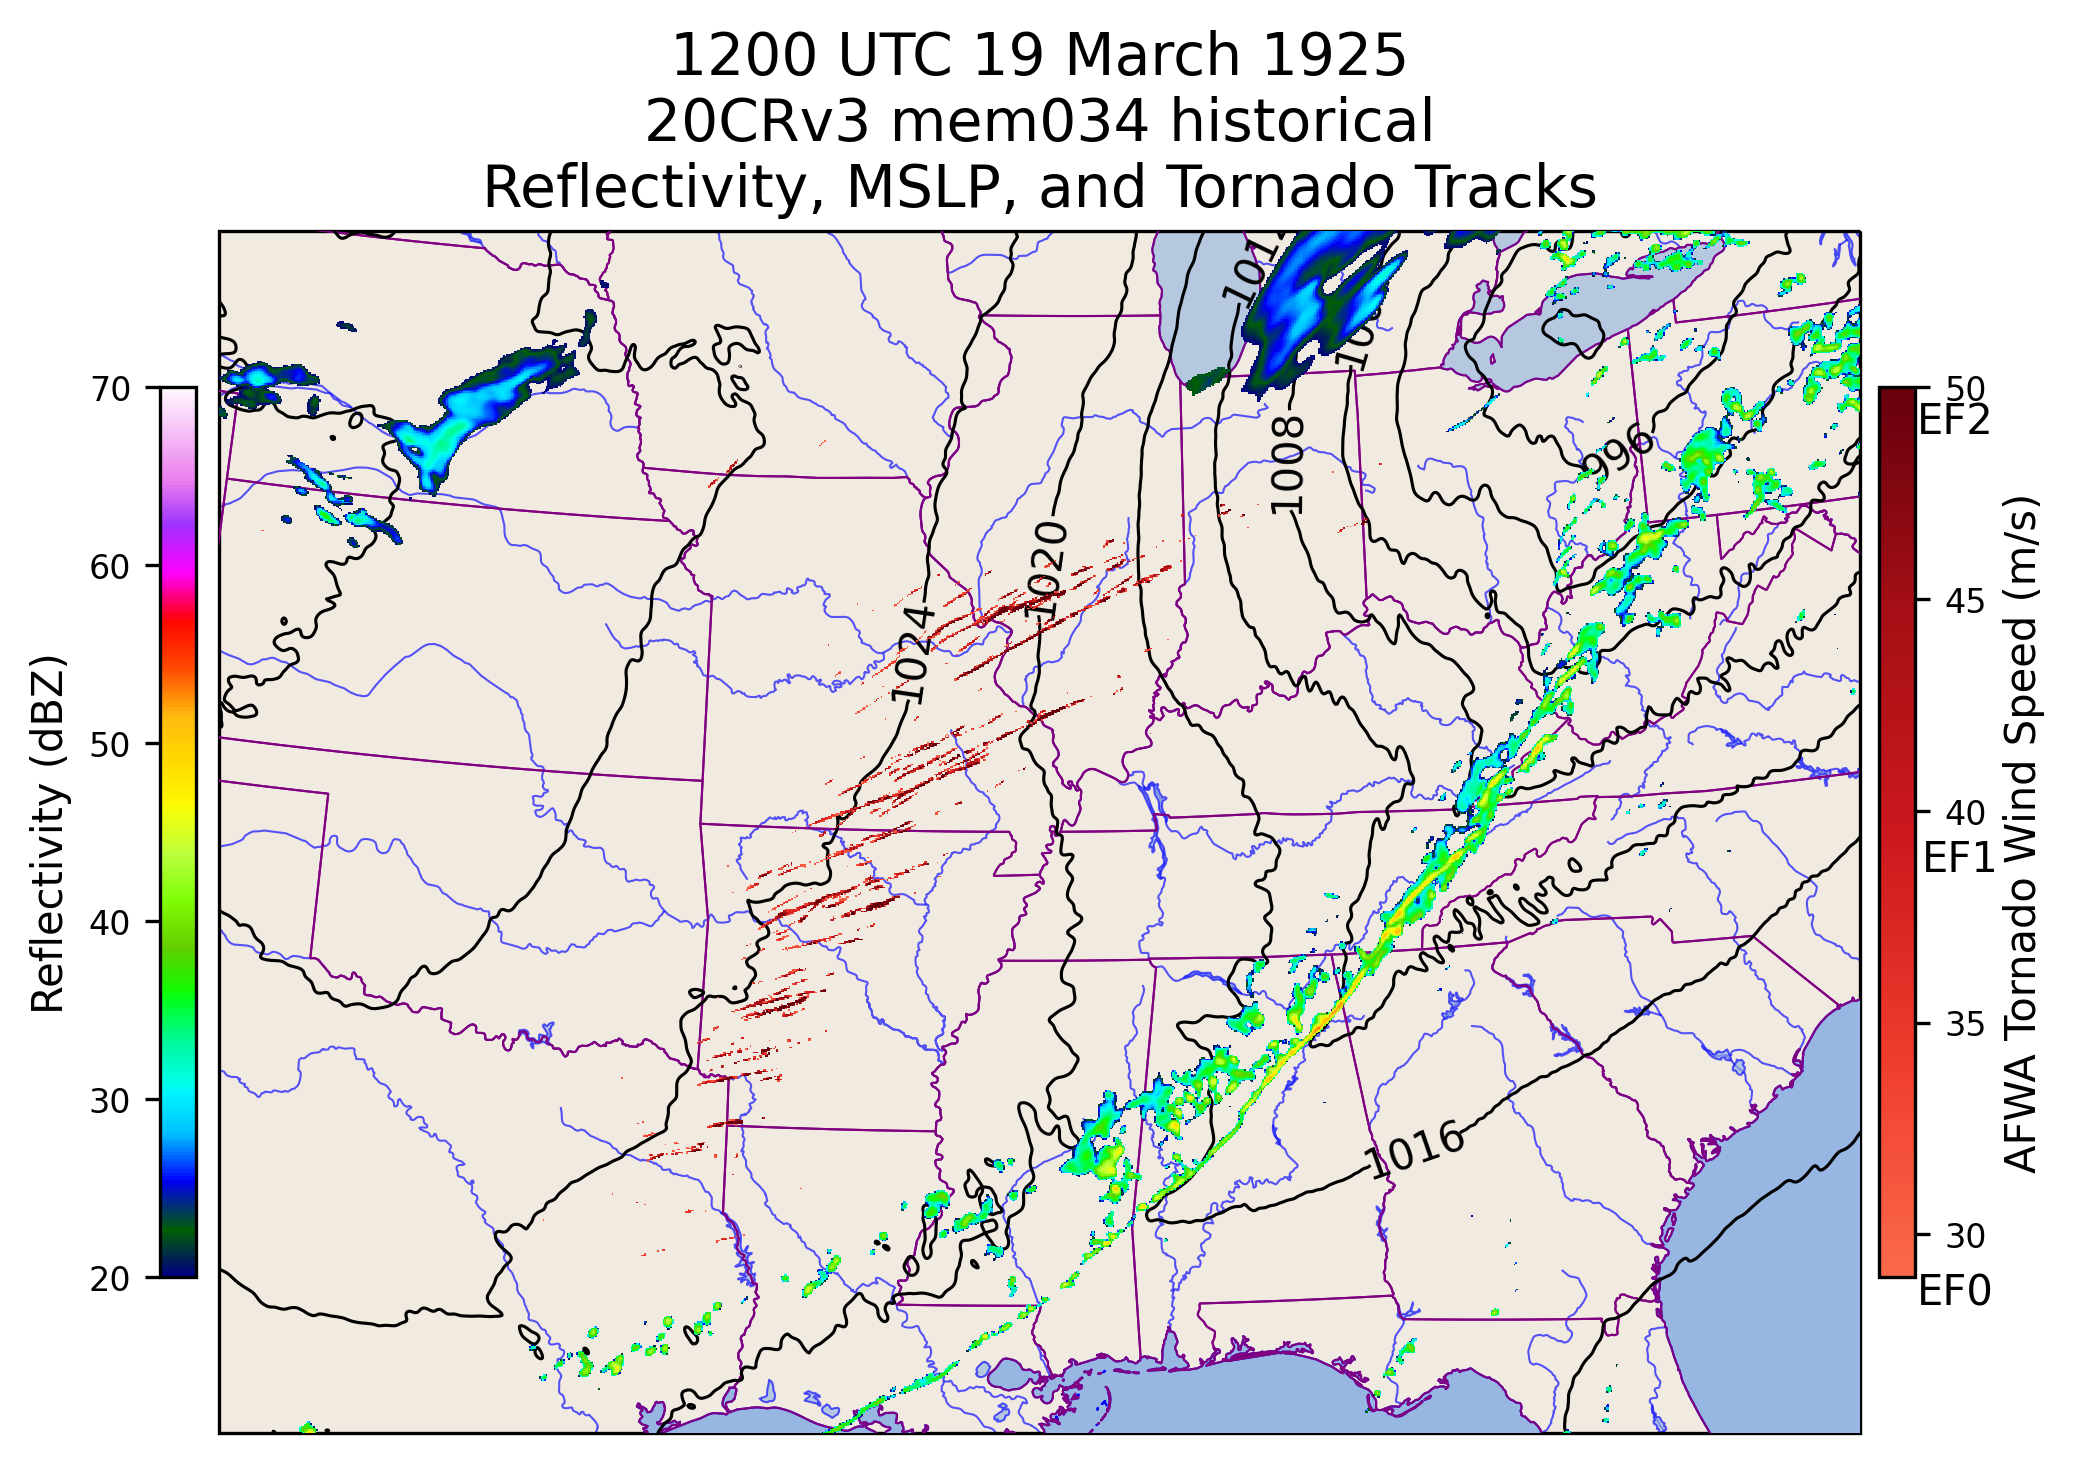 1200 UTC 19 March 1925
20CRv3 mem034 historical
Reflectivity, MSLP, and Tornado Tracks
Reflectivity (dBZ)
70
60
50
40
30
20
1008
996
1020
1024
1016
50
EF2
45
40
EF1
35
30
EF0
AFWA Tornado Wind Speed (m/s)